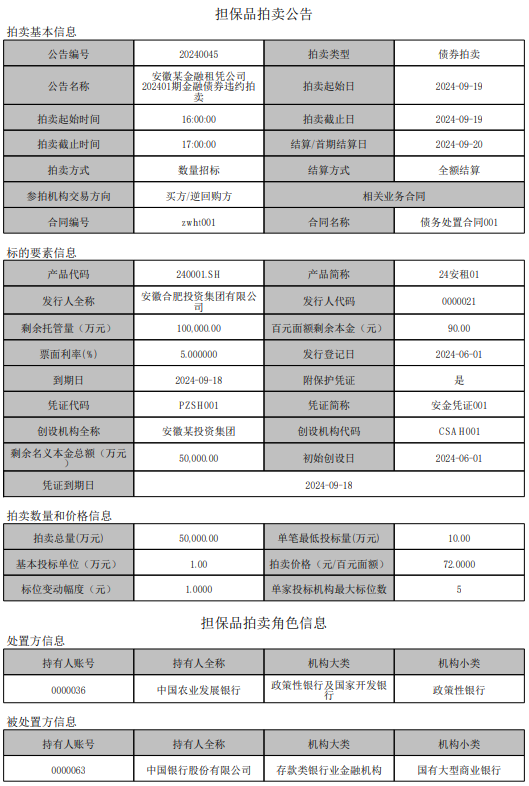 担保品拍卖公告
拍卖基本信息
公告编号 20240045 拍卖类型 债券拍卖
公告名称 安徽某金融租凭公司
202401期金融债券违约拍
卖 拍卖起始日 2024-09-19
拍卖起始时间 16:00:00 拍卖截止日 2024-09-19
拍卖截止时间 17:00:00 结算/首期结算日 2024-09-20
拍卖方式 数量招标 结算方式 全额结算
参拍机构交易方向 买方/逆回购方 相关业务合同
合同编号 zwht001 合同名称 债务处置合同001
标的要素信息
产品代码 240001.SH 产品简称 24安租01
发行人全称 安徽合肥投资集团有限公
司 发行人代码 0000021
剩余托管量（万元） 100,000.00 百元面额剩余本金（元） 90.00
票面利率(%) 5.000000 发行登记日 2024-06-01
到期日 2024-09-18 附保护凭证 是
凭证代码 PZSH001 凭证简称 安金凭证001
创设机构全称 安徽某投资集团 创设机构代码 CSAH001
剩余名义本金总额（万元
） 50,000.00 初始创设日 2024-06-01
凭证到期日 2024-09-18
拍卖数量和价格信息
拍卖总量(万元) 50,000.00 单笔最低投标量(万元) 10.00
基本投标单位（万元） 1.00 拍卖价格（元/百元面额） 72.0000
标位变动幅度（元） 1.0000 单家投标机构最大标位数 5
担保品拍卖角色信息
处置方信息
持有人账号 持有人全称 机构大类 机构小类
0000036 中国农业发展银行 政策性银行及国家开发银
行 政策性银行
被处置方信息
持有人账号 持有人全称 机构大类 机构小类
0000063 中国银行股份有限公司 存款类银行业金融机构 国有大型商业银行